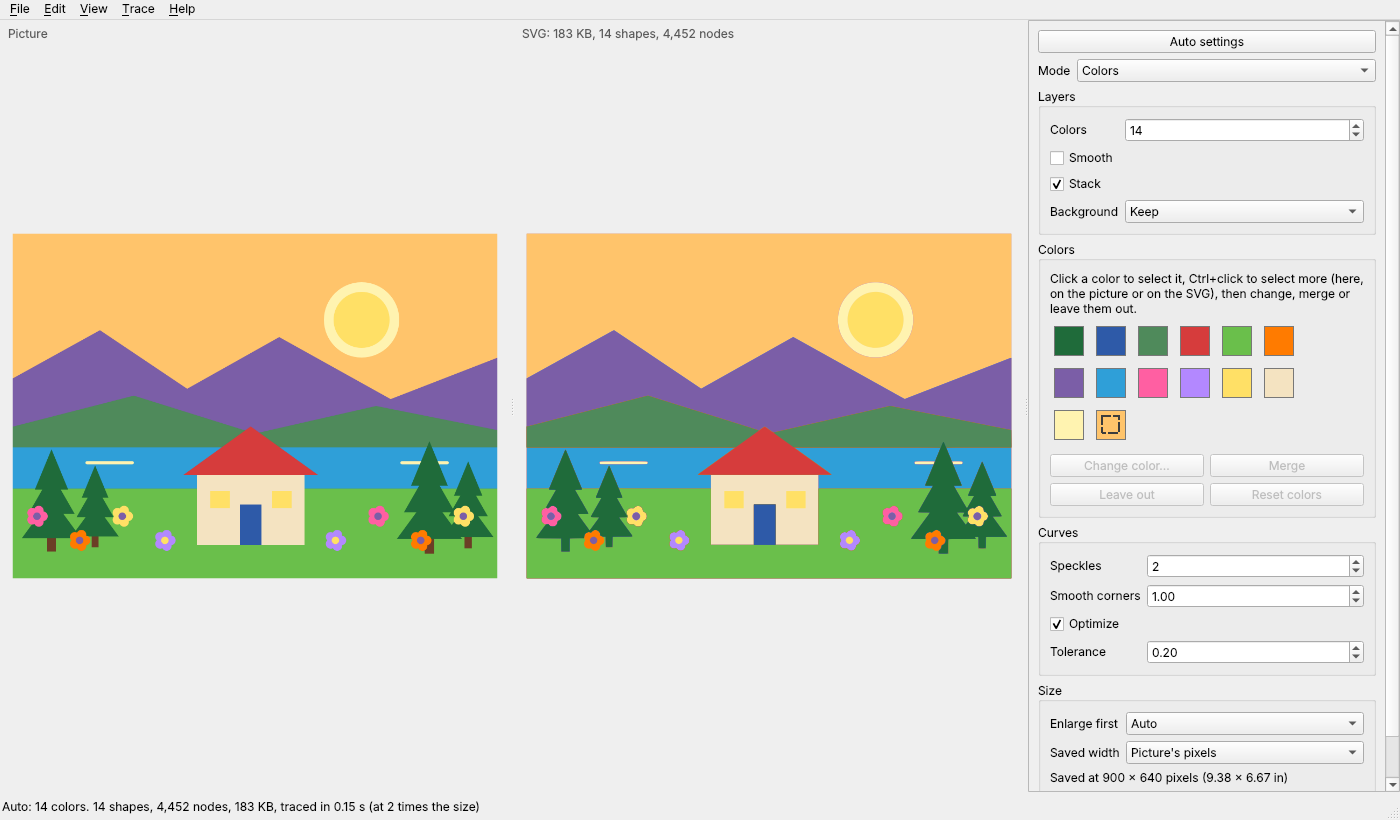 File Edit View Trace Help
Picture
SVG: 183 KB, 14 shapes, 4,452 nodes
Auto settings
Mode Colors
Layers
Colors 14
Smooth
Stack
Background Keep
Colors
Click a color to select it, Ctrl+click to select more (here,
on the picture or on the SVG), then change, merge or
leave them out.
Change color... Merge
Leave out Reset colors
Curves
Speckles 2
Smooth corners 1.00
Optimize
Tolerance 0.20
Size
Enlarge first Auto
Saved width Picture's pixels
Saved at 900 × 640 pixels (9.38 × 6.67 in)
Auto: 14 colors. 14 shapes, 4,452 nodes, 183 KB, traced in 0.15 s (at 2 times the size)